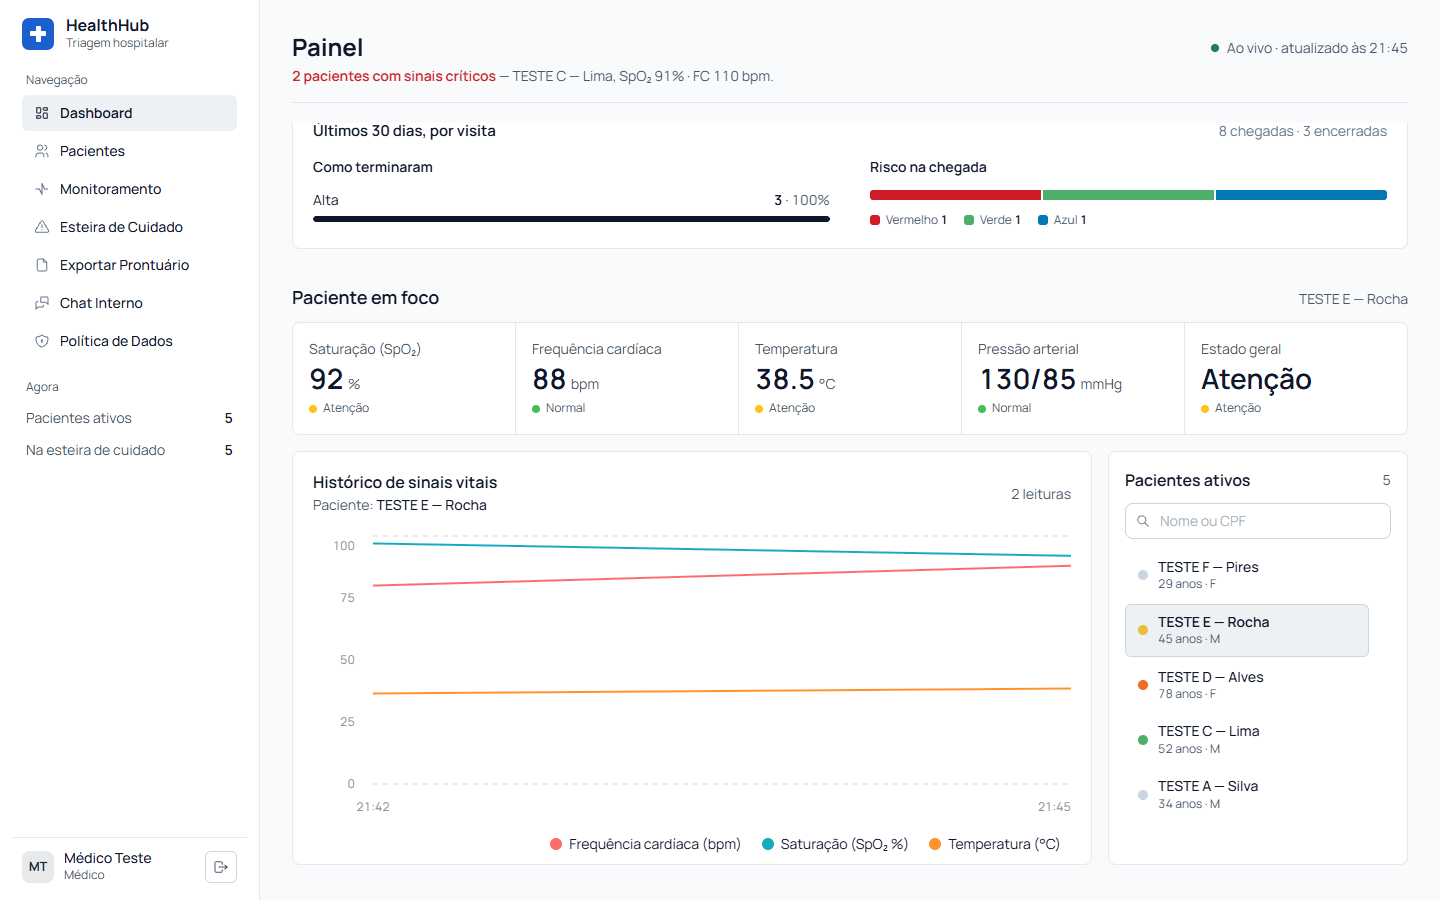 HealthHub
Triagem hospitalar
Navegação
Dashboard
Pacientes
Monitoramento
Esteira de Cuidado
Exportar Prontuário
Chat Interno
Política de Dados
Agora
Pacientes ativos 5
Na esteira de cuidado 5
MT
Médico Teste
Médico
Painel
Ao vivo · atualizado às 21:45
2 pacientes com sinais críticos — TESTE C — Lima, SpO₂ 91% · FC 110 bpm.
Últimos 30 dias, por visita
8 chegadas · 3 encerradas
Como terminaram
Alta 3 · 100%
Risco na chegada
Vermelho 1 Verde 1 Azul 1
Paciente em foco
TESTE E — Rocha
Saturação (SpO₂)
92 %
Atenção
Frequência cardíaca
88 bpm
Normal
Temperatura
38.5 °C
Atenção
Pressão arterial
130/85 mmHg
Normal
Estado geral
Atenção
Atenção
Histórico de sinais vitais
Paciente: TESTE E — Rocha
2 leituras
100
75
50
25
0
21:42 21:45
Frequência cardíaca (bpm) Saturação (SpO₂ %) Temperatura (°C)
Pacientes ativos 5
Nome ou CPF
TESTE F — Pires
29 anos · F
TESTE E — Rocha
45 anos · M
TESTE D — Alves
78 anos · F
TESTE C — Lima
52 anos · M
TESTE A — Silva
34 anos · M